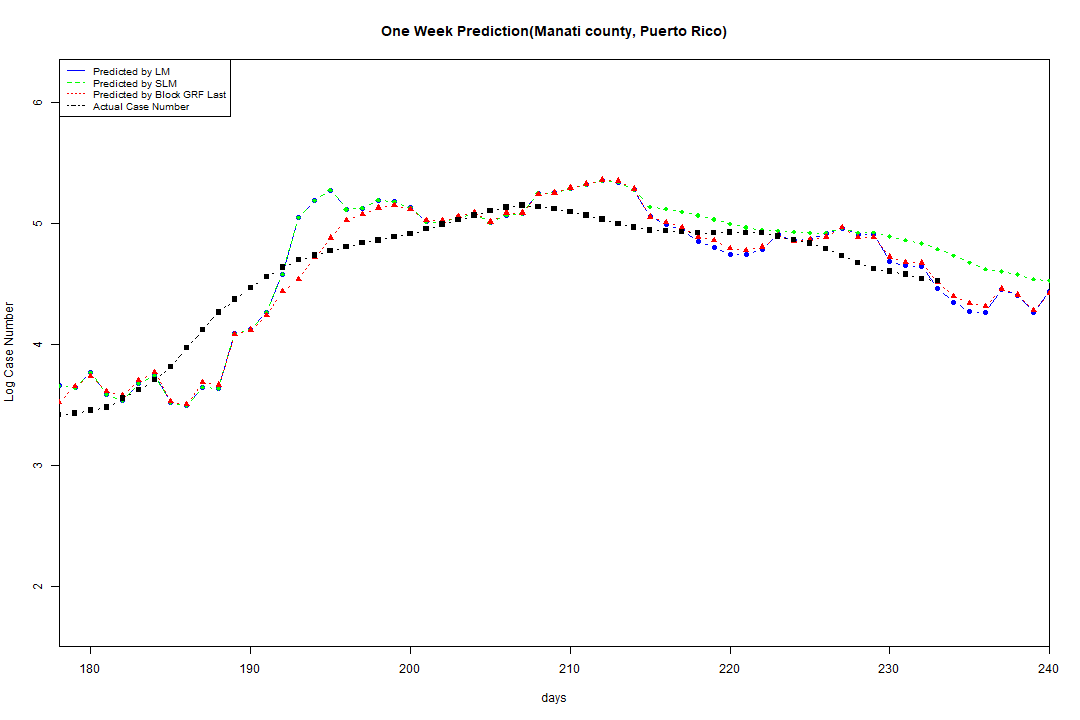 One Week Prediction(Manati county, Puerto Rico)
Predicted by LM
Predicted by SLM
Predicted by Block GRF Last
Actual Case Number
6
5
4
3
2
Log Case Number
180 190 200 210 220 230 240
days